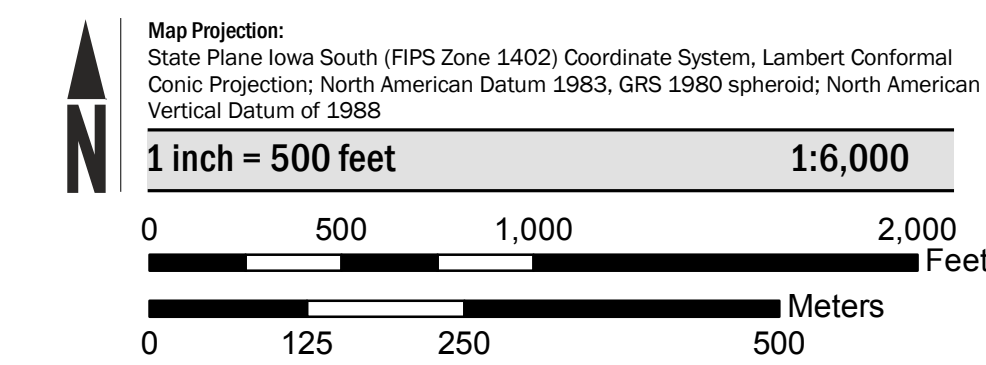 N
Map Projection:
State Plane Iowa South (FIPS Zone 1402) Coordinate System, Lambert Conformal
Conic Projection; North American Datum 1983, GRS 1980 spheroid; North American
Vertical Datum of 1988
1 inch = 500 feet 1:6,000
0 500 1,000 2,000
Feet
Meters
0 125 250 500